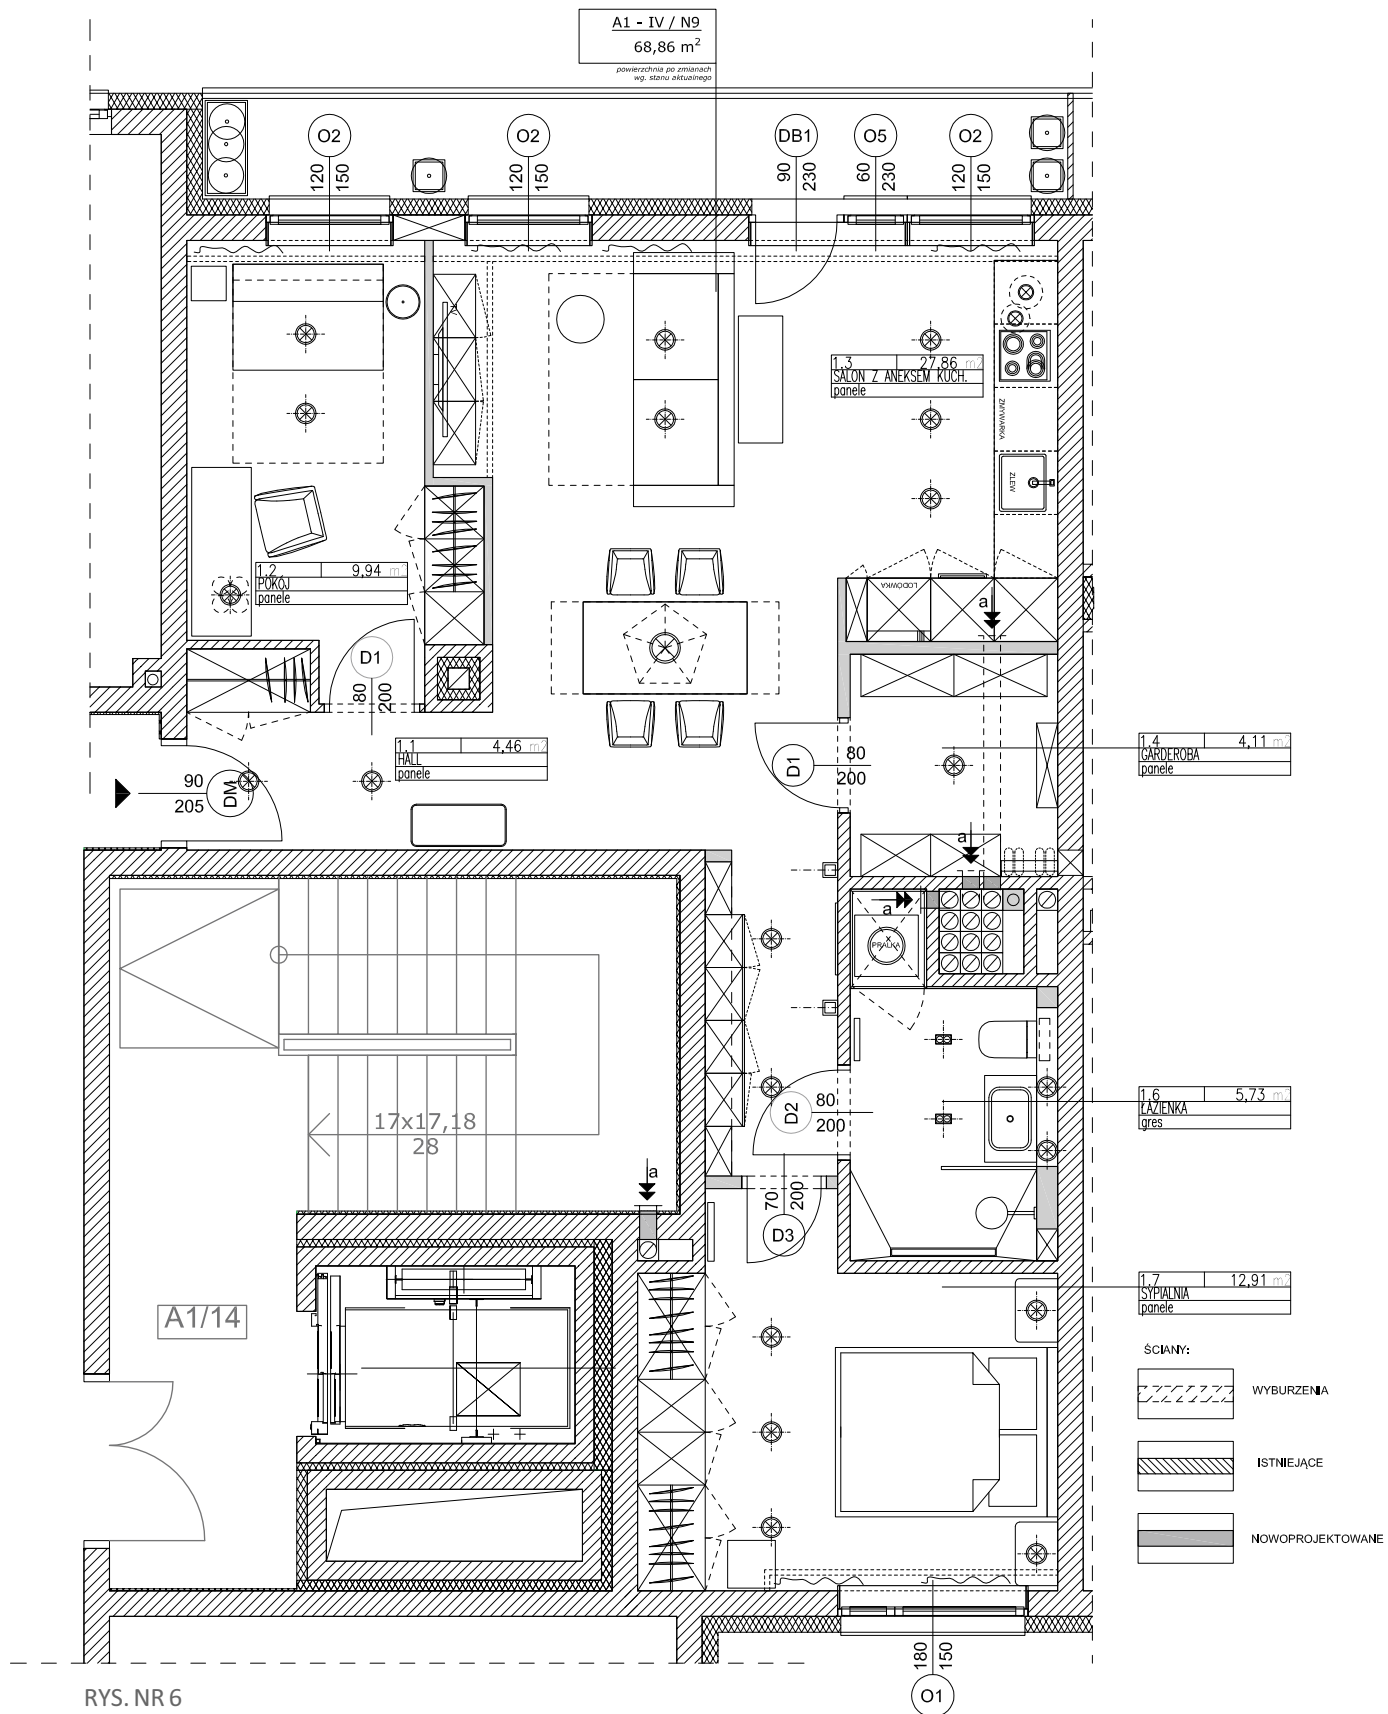 A1 - IV / N9
68,86 m²
powierzchnia po zmianach
wg. stanu aktualnego
O2
120
150
O2
120
150
DB1
90
230
O5
60
230
O2
120
150
TV
1.3 27,86 m2
SALON Z ANEKSEM KUCH.
panele
ZMYWARKA
ZLEW
LODÓWKA
a
1.2 9,94 m2
POKÓJ
panele
D1
80
200
1.1 4,46 m2
HALL
panele
90
205
DM
D1
80
200
1.4 4,11 m2
GARDEROBA
panele
a
a
PRALKA
17x17,18
28
D2
80
200
1.6 5,73 m2
ŁAZIENKA
gres
a
70
200
D3
1.7 12,91 m2
SYPIALNIA
panele
A1/14
ŚCIANY:
WYBURZENIA
ISTNIEJĄCE
NOWOPROJEKTOWANE
180
150
O1
RYS. NR 6